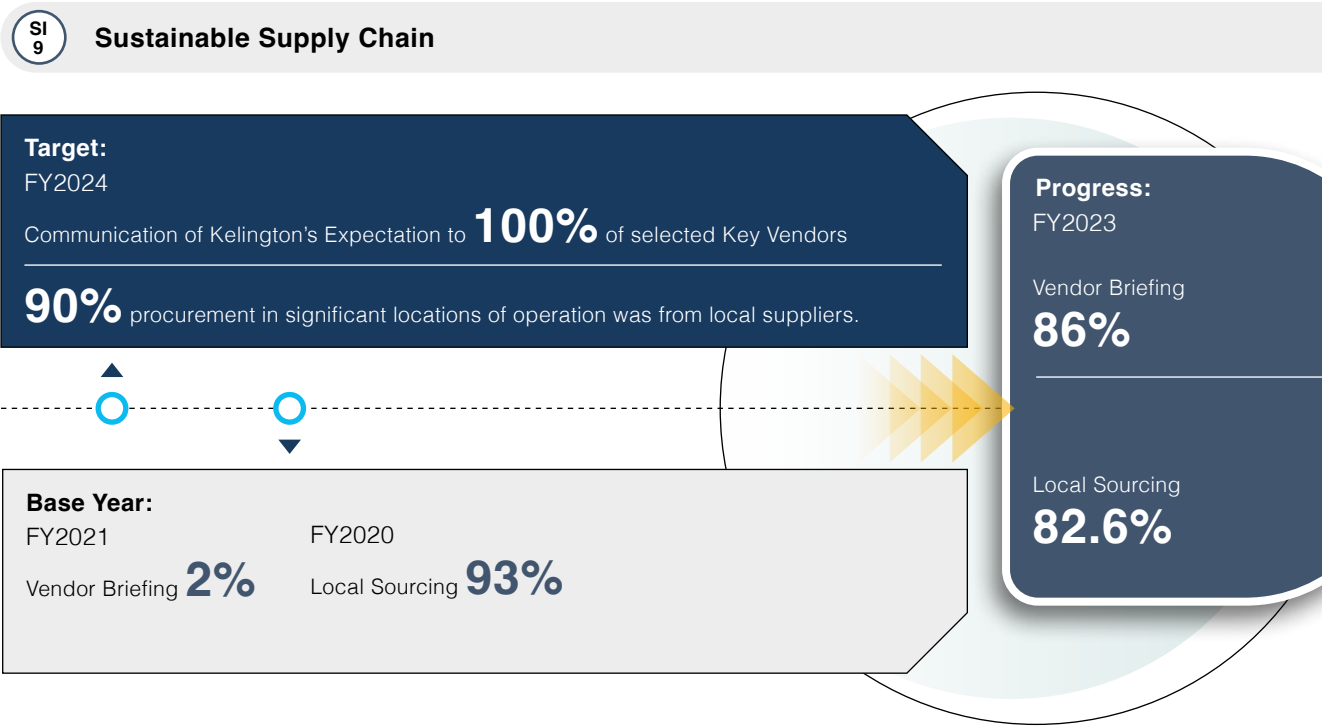 SI
9
Sustainable Supply Chain
Target:
FY2024
Communication of Kelington’s Expectation to 100% of selected Key Vendors
90% procurement in significant locations of operation was from local suppliers.
Progress:
FY2023
Vendor Briefing
86%
Local Sourcing
82.6%
Base Year:
FY2021
Vendor Briefing 2%
FY2020
Local Sourcing 93%